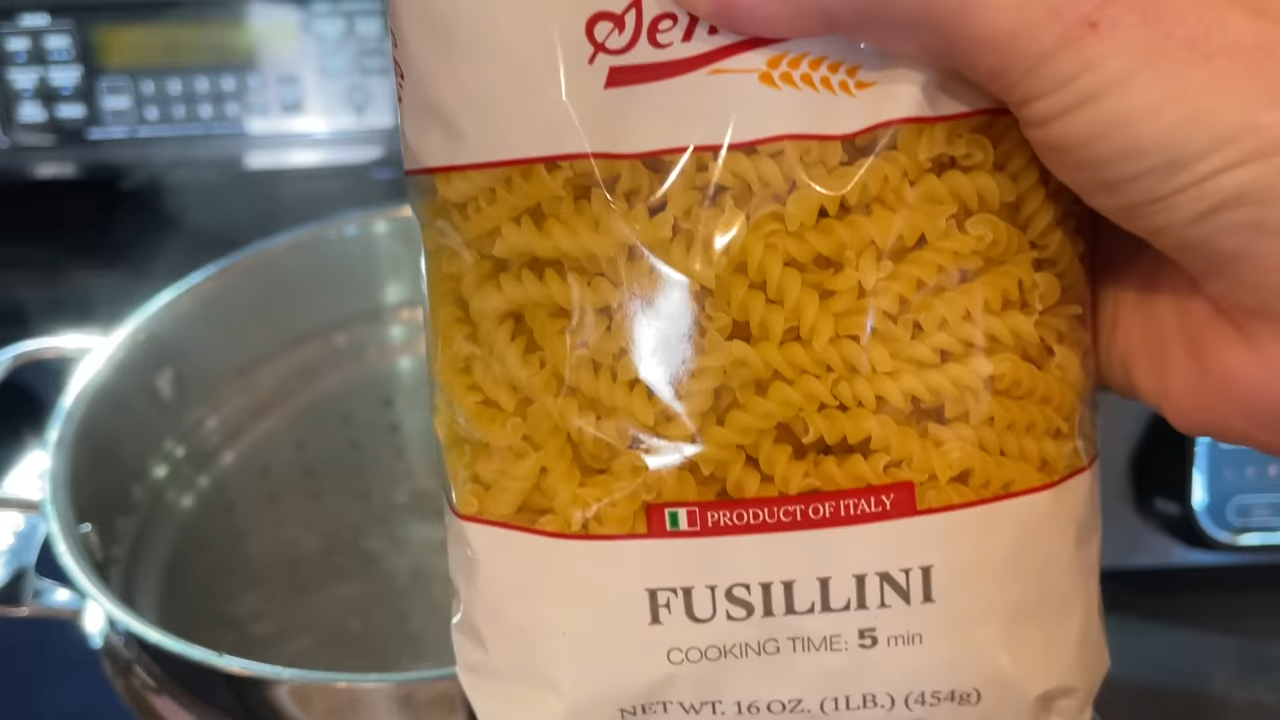 PRODUCT OF ITALY
FUSILLINI
COOKING TIME: 5 min
NET WT. 16 OZ. (1LB.) (454g)